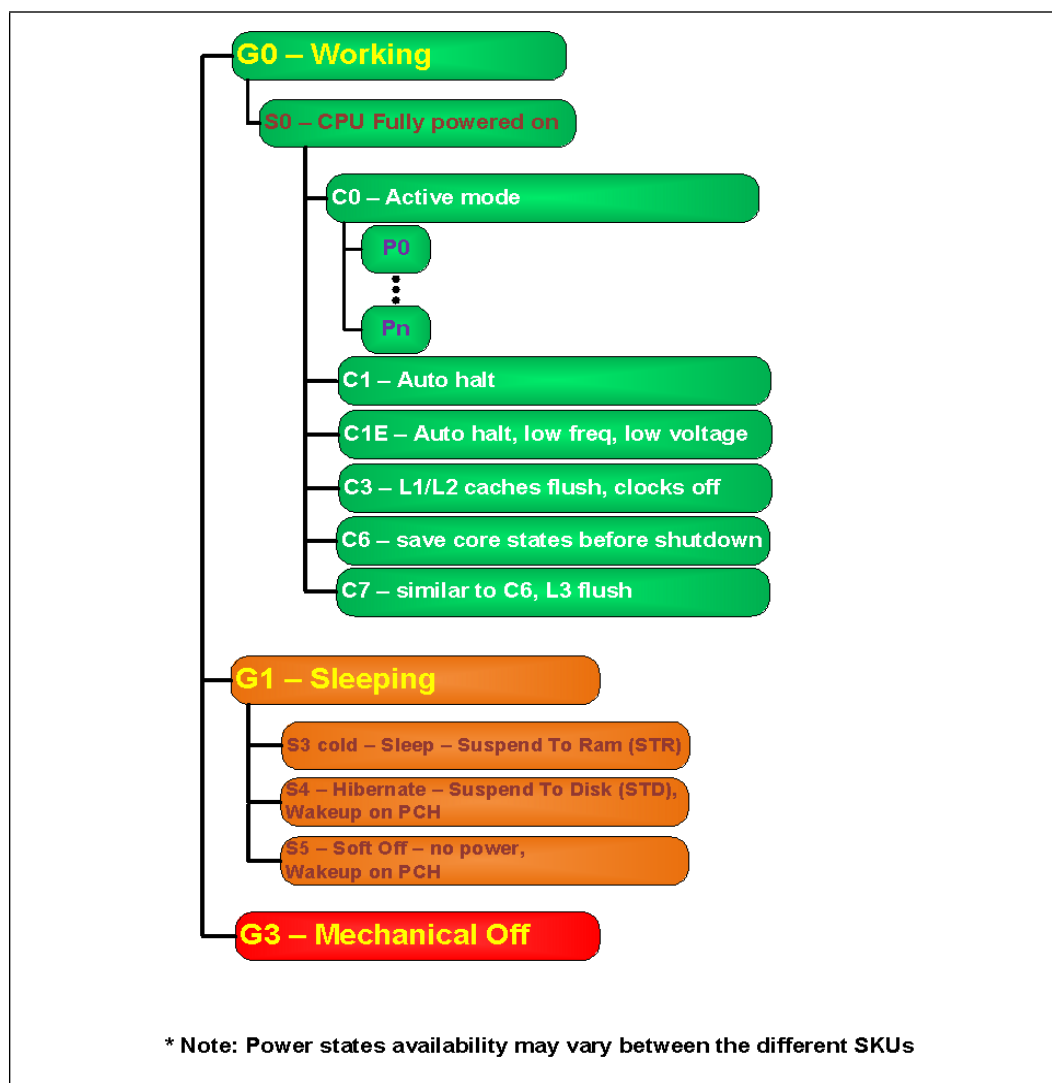 G0 – Working
S0 – CPU Fully powered on
C0 – Active mode
P0
Pn
C1 – Auto halt
C1E – Auto halt, low freq, low voltage
C3 – L1/L2 caches flush, clocks off
C6 – save core states before shutdown
C7 – similar to C6, L3 flush
G1 – Sleeping
S3 cold – Sleep – Suspend To Ram (STR)
S4 – Hibernate – Suspend To Disk (STD),
Wakeup on PCH
S5 – Soft Off – no power,
Wakeup on PCH
G3 – Mechanical Off
* Note: Power states availability may vary between the different SKUs